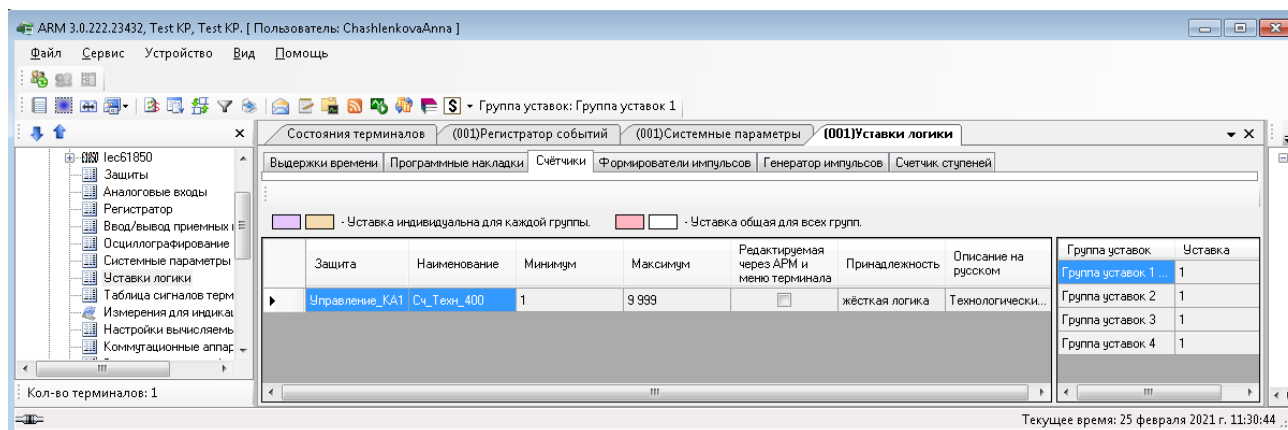 ARM 3.0.222.23432, Test KP, Test KP. [ Пользователь: ChashlenkovaAnna ]
Файл Сервис Устройство Вид Помощь
Группа уставок: Группа уставок 1
Состояния терминалов (001)Регистратор событий (001)Системные параметры (001)Уставки логики
Выдержки времени Программные накладки Счётчики Формирователи импульсов Генератор импульсов Счетчик ступеней
- Уставка индивидуальна для каждой группы. - Уставка общая для всех групп.
Iec61850
Защиты
Аналоговые входы
Регистратор
Ввод/вывод приемных
Осциллографирование
Системные параметры
Уставки логики
Таблица сигналов терм
Измерения для индика
Настройки вычисляемь
Коммутационные аппар
Кол-во терминалов: 1
Защита Наименование Минимум Максимум Редактируемая через АРМ и меню терминала Принадлежность Описание на русском
Управление_КА1 Сч_Техн_400 1 9 999 жёсткая логика Технологически...
Группа уставок Уставка
Группа уставок 1 ... 1
Группа уставок 2 1
Группа уставок 3 1
Группа уставок 4 1
Текущее время: 25 февраля 2021 г. 11:30:44